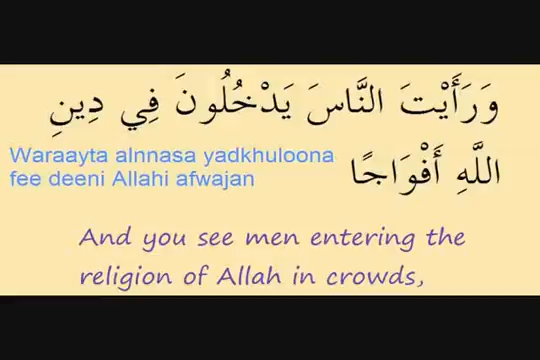 وَرَأَيْتَ النَّاسَ يَدْخُلُونَ فِي دِينِ
اللَّهِ أَفْوَاجًا
Waraayta alnnasa yadkhuloona
fee deeni Allahi afwajan
And you see men entering the
religion of Allah in crowds,